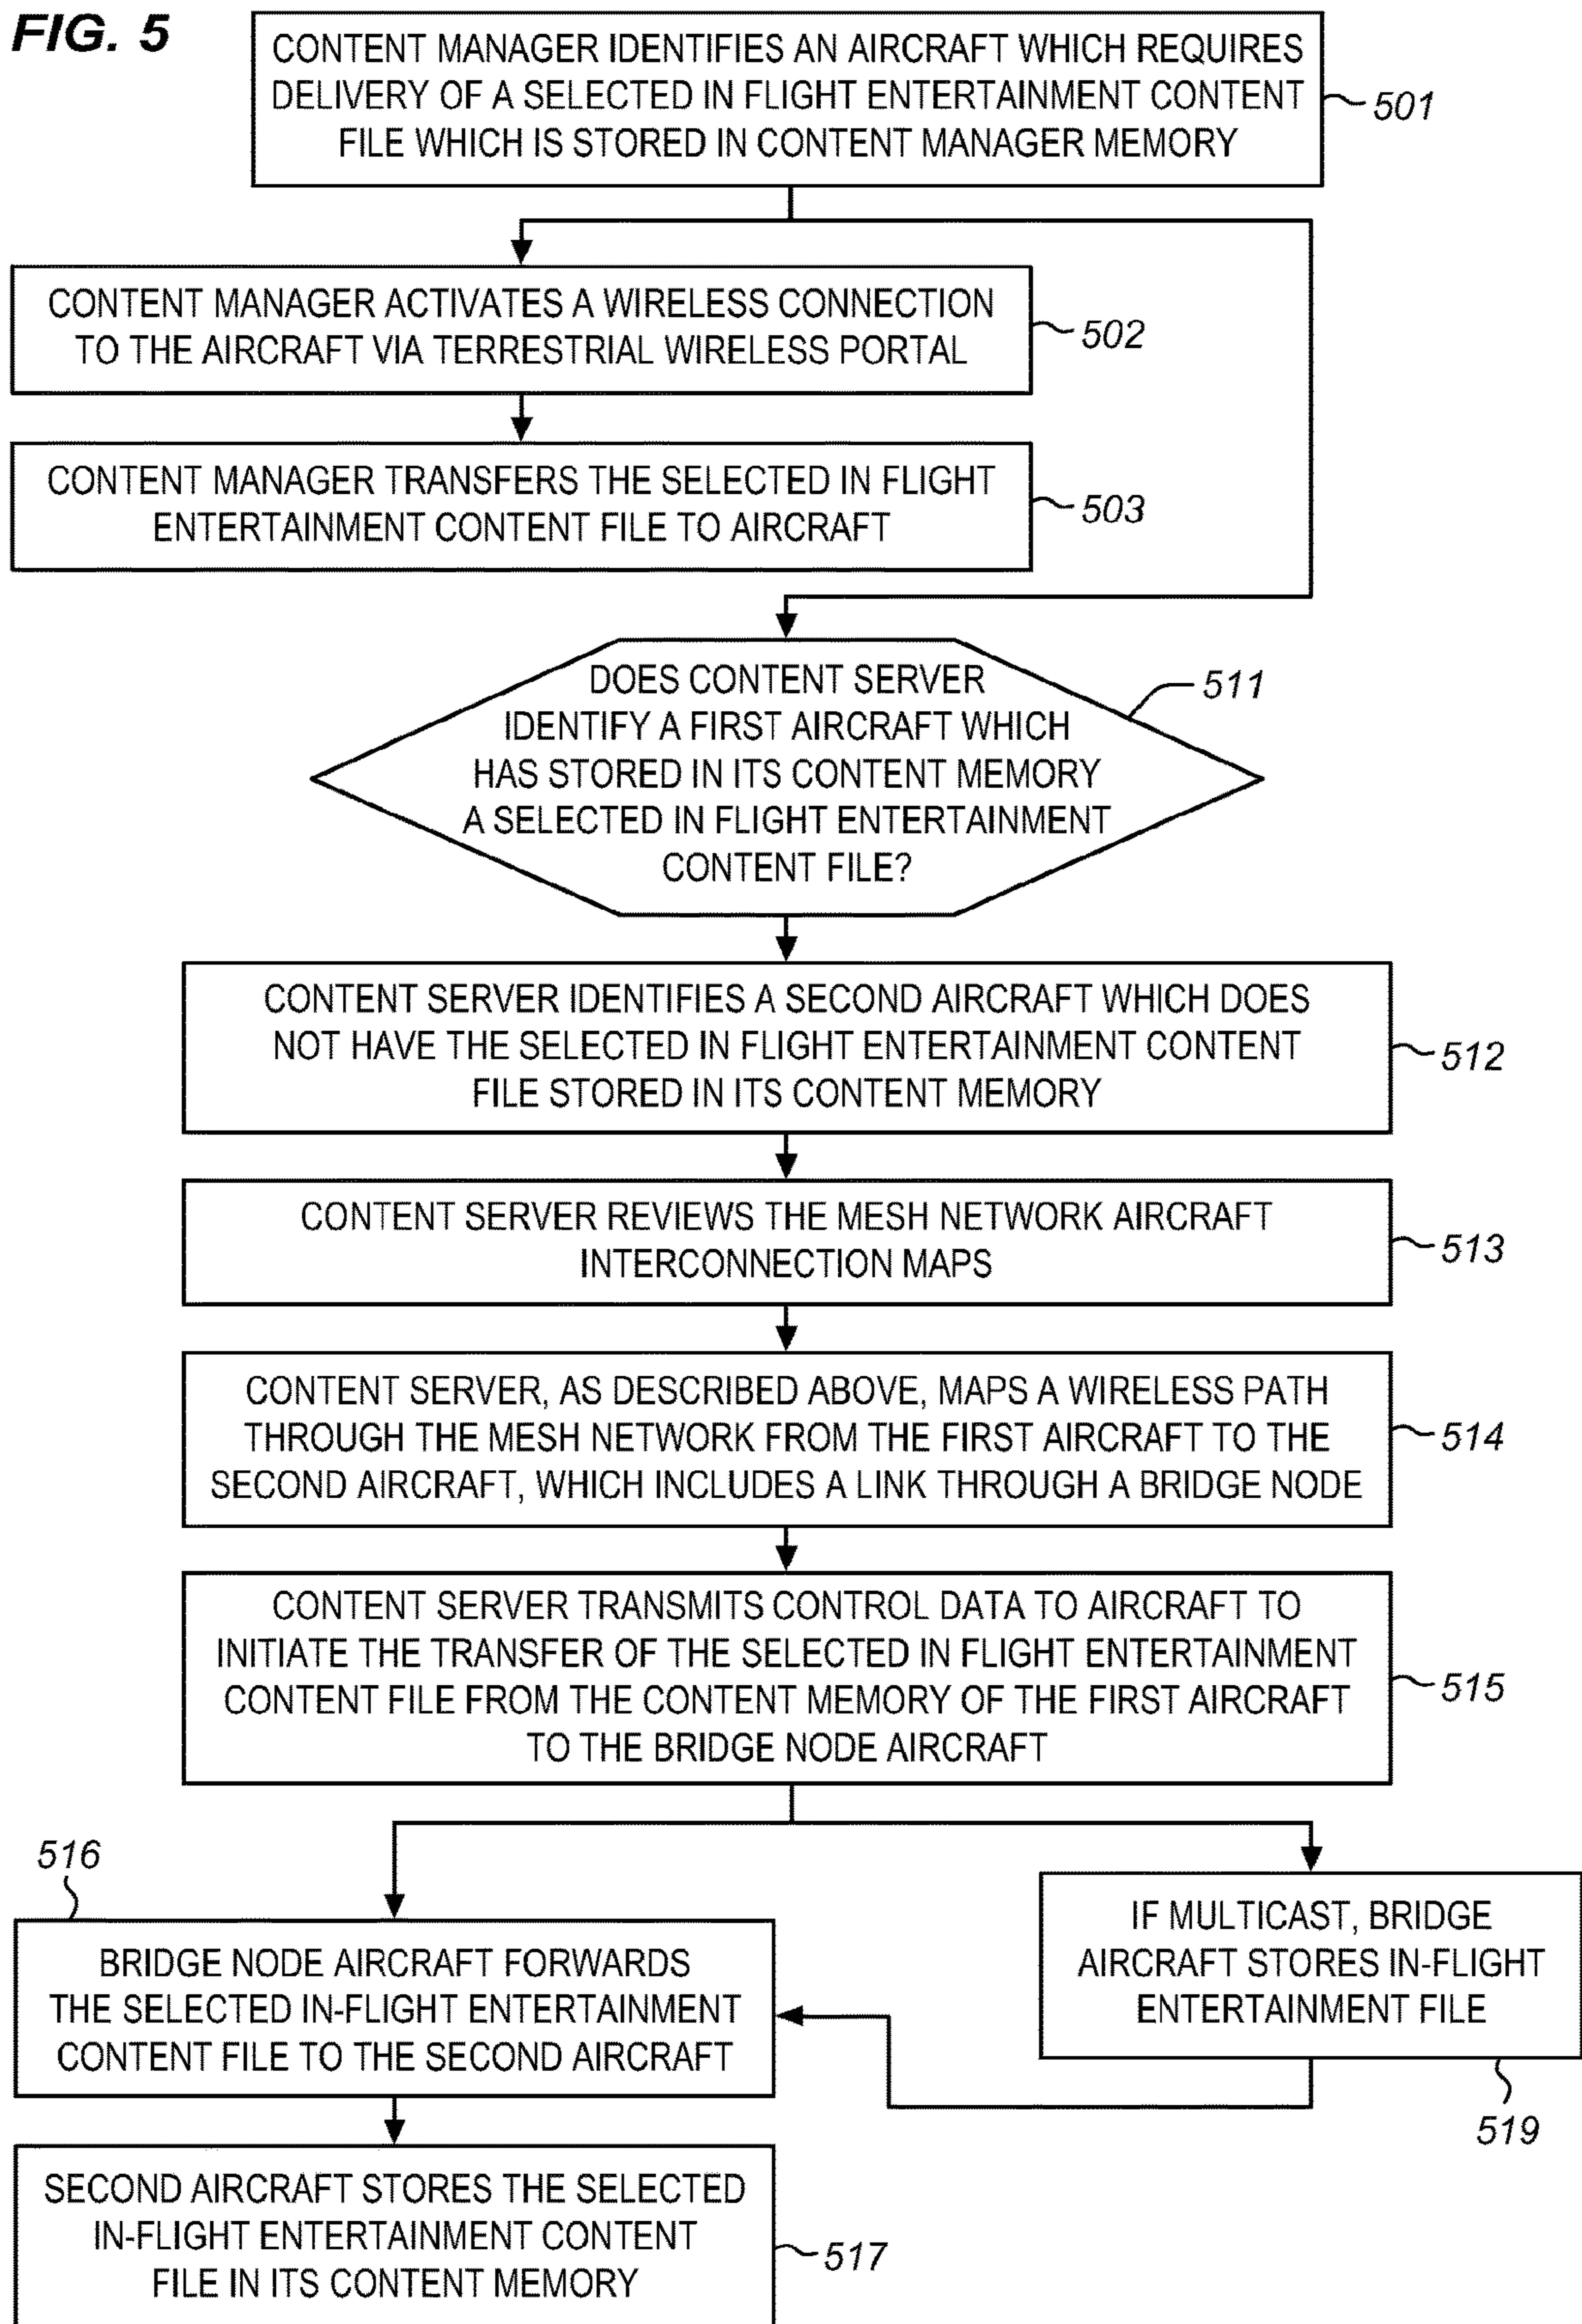 FIG. 5
CONTENT MANAGER IDENTIFIES AN AIRCRAFT WHICH REQUIRES
DELIVERY OF A SELECTED IN FLIGHT ENTERTAINMENT CONTENT
FILE WHICH IS STORED IN CONTENT MANAGER MEMORY
501
CONTENT MANAGER ACTIVATES A WIRELESS CONNECTION
TO THE AIRCRAFT VIA TERRESTRIAL WIRELESS PORTAL
502
CONTENT MANAGER TRANSFERS THE SELECTED IN FLIGHT
ENTERTAINMENT CONTENT FILE TO AIRCRAFT
503
DOES CONTENT SERVER
IDENTIFY A FIRST AIRCRAFT WHICH
HAS STORED IN ITS CONTENT MEMORY
A SELECTED IN FLIGHT ENTERTAINMENT
CONTENT FILE?
511
CONTENT SERVER IDENTIFIES A SECOND AIRCRAFT WHICH DOES
NOT HAVE THE SELECTED IN FLIGHT ENTERTAINMENT CONTENT
FILE STORED IN ITS CONTENT MEMORY
512
CONTENT SERVER REVIEWS THE MESH NETWORK AIRCRAFT
INTERCONNECTION MAPS
513
CONTENT SERVER, AS DESCRIBED ABOVE, MAPS A WIRELESS PATH
THROUGH THE MESH NETWORK FROM THE FIRST AIRCRAFT TO THE
SECOND AIRCRAFT, WHICH INCLUDES A LINK THROUGH A BRIDGE NODE
514
CONTENT SERVER TRANSMITS CONTROL DATA TO AIRCRAFT TO
INITIATE THE TRANSFER OF THE SELECTED IN FLIGHT ENTERTAINMENT
CONTENT FILE FROM THE CONTENT MEMORY OF THE FIRST AIRCRAFT
TO THE BRIDGE NODE AIRCRAFT
515
516
BRIDGE NODE AIRCRAFT FORWARDS
THE SELECTED IN-FLIGHT ENTERTAINMENT
CONTENT FILE TO THE SECOND AIRCRAFT
IF MULTICAST, BRIDGE
AIRCRAFT STORES IN-FLIGHT
ENTERTAINMENT FILE
519
SECOND AIRCRAFT STORES THE SELECTED
IN-FLIGHT ENTERTAINMENT CONTENT
FILE IN ITS CONTENT MEMORY
517